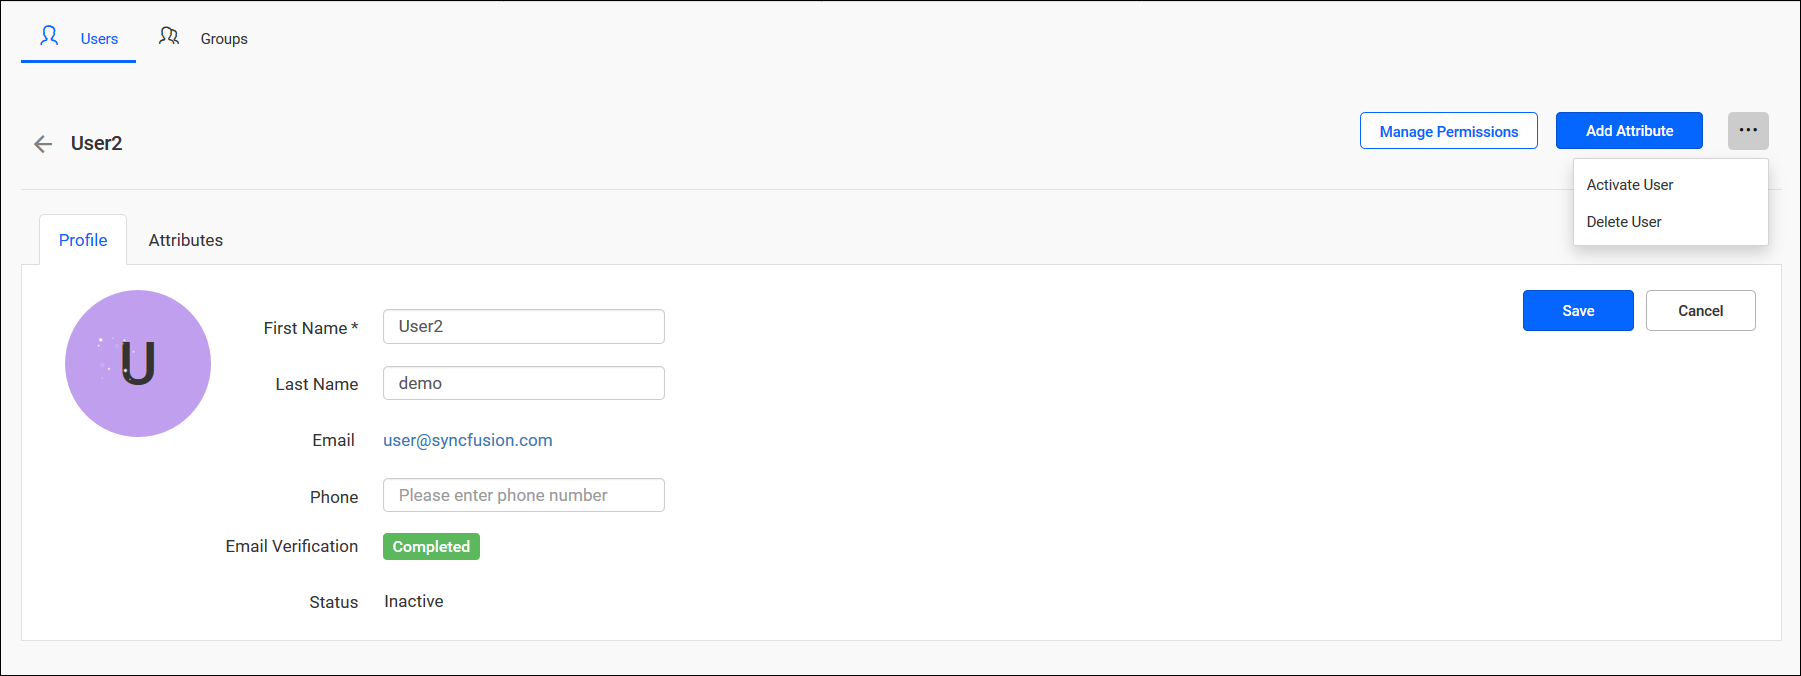 Users Groups
User2
Manage Permissions Add Attribute ...
Activate User
Delete User
Profile Attributes
Save Cancel
U
First Name * User2
Last Name demo
Email user@syncfusion.com
Phone Please enter phone number
Email Verification Completed
Status Inactive